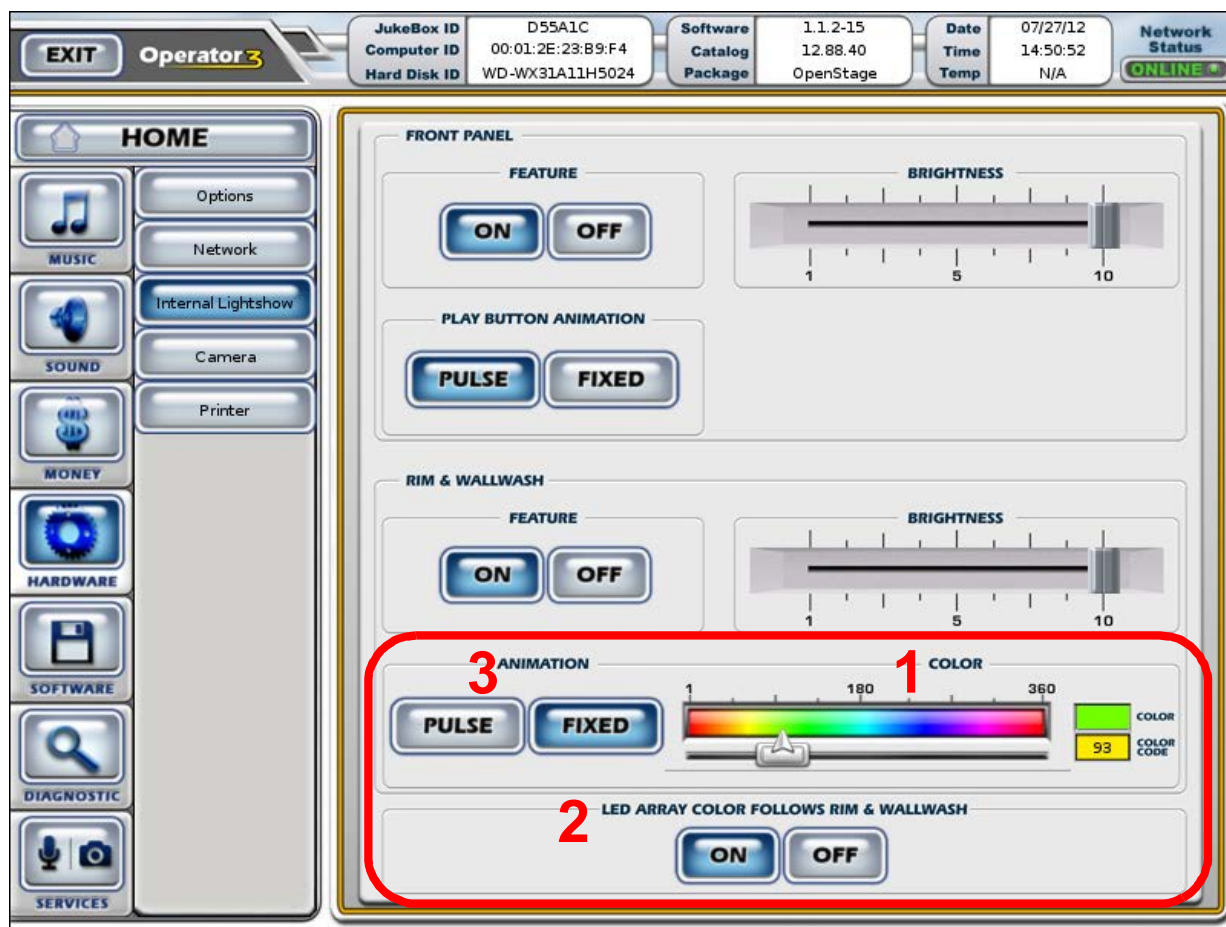 EXIT
Operator 3
JukeBox ID D55A1C
Computer ID 00:01:2E:23:B9:F4
Hard Disk ID WD-WX31A11H5024
Software 1.1.2-15
Catalog 12.88.40
Package OpenStage
Date 07/27/12
Time 14:50:52
Temp N/A
Network
Status
ONLINE
HOME
MUSIC
SOUND
MONEY
HARDWARE
SOFTWARE
DIAGNOSTIC
SERVICES
Options
Network
Internal Lightshow
Camera
Printer
FRONT PANEL
FEATURE
ON OFF
BRIGHTNESS
1 5 10
PLAY BUTTON ANIMATION
PULSE FIXED
RIM & WALLWASH
FEATURE
ON OFF
BRIGHTNESS
1 5 10
3 ANIMATION
PULSE FIXED
1 COLOR
1 180 360
COLOR
93 COLOR
CODE
2 LED ARRAY COLOR FOLLOWS RIM & WALLWASH
ON OFF